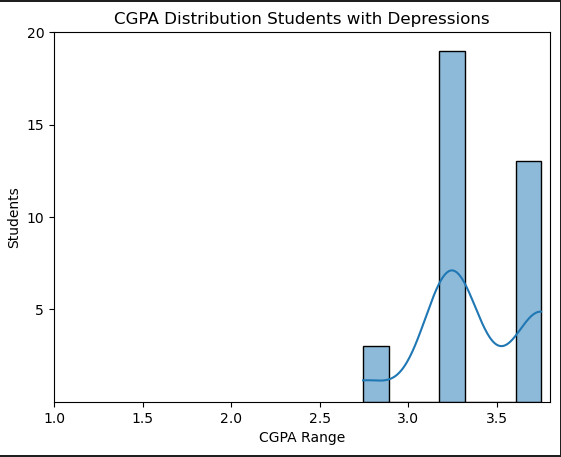 CGPA Distribution Students with Depressions
20
15
10
5
Students
1.0 1.5 2.0 2.5 3.0 3.5
CGPA Range